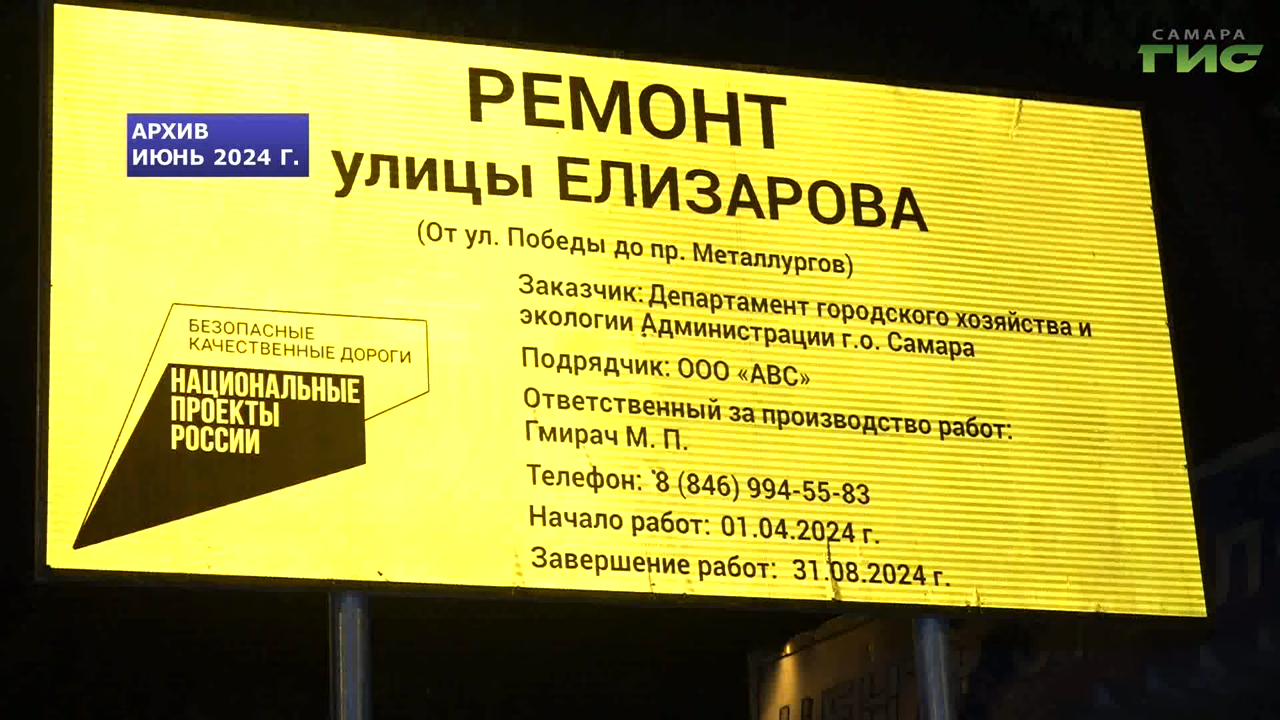 САМАРА
ГИС
АРХИВ
ИЮНЬ 2024 Г.
РЕМОНТ
улицы ЕЛИЗАРОВА
(От ул. Победы до пр. Металлургов)
Заказчик: Департамент городского хозяйства и
экологии Администрации г.о. Самара
Подрядчик: ООО «АВС»
Ответственный за производство работ:
Гмирач М. П.
Телефон: 8 (846) 994-55-83
Начало работ: 01.04.2024 г.
Завершение работ: 31.08.2024 г.
БЕЗОПАСНЫЕ
КАЧЕСТВЕННЫЕ ДОРОГИ
НАЦИОНАЛЬНЫЕ
ПРОЕКТЫ
РОССИИ